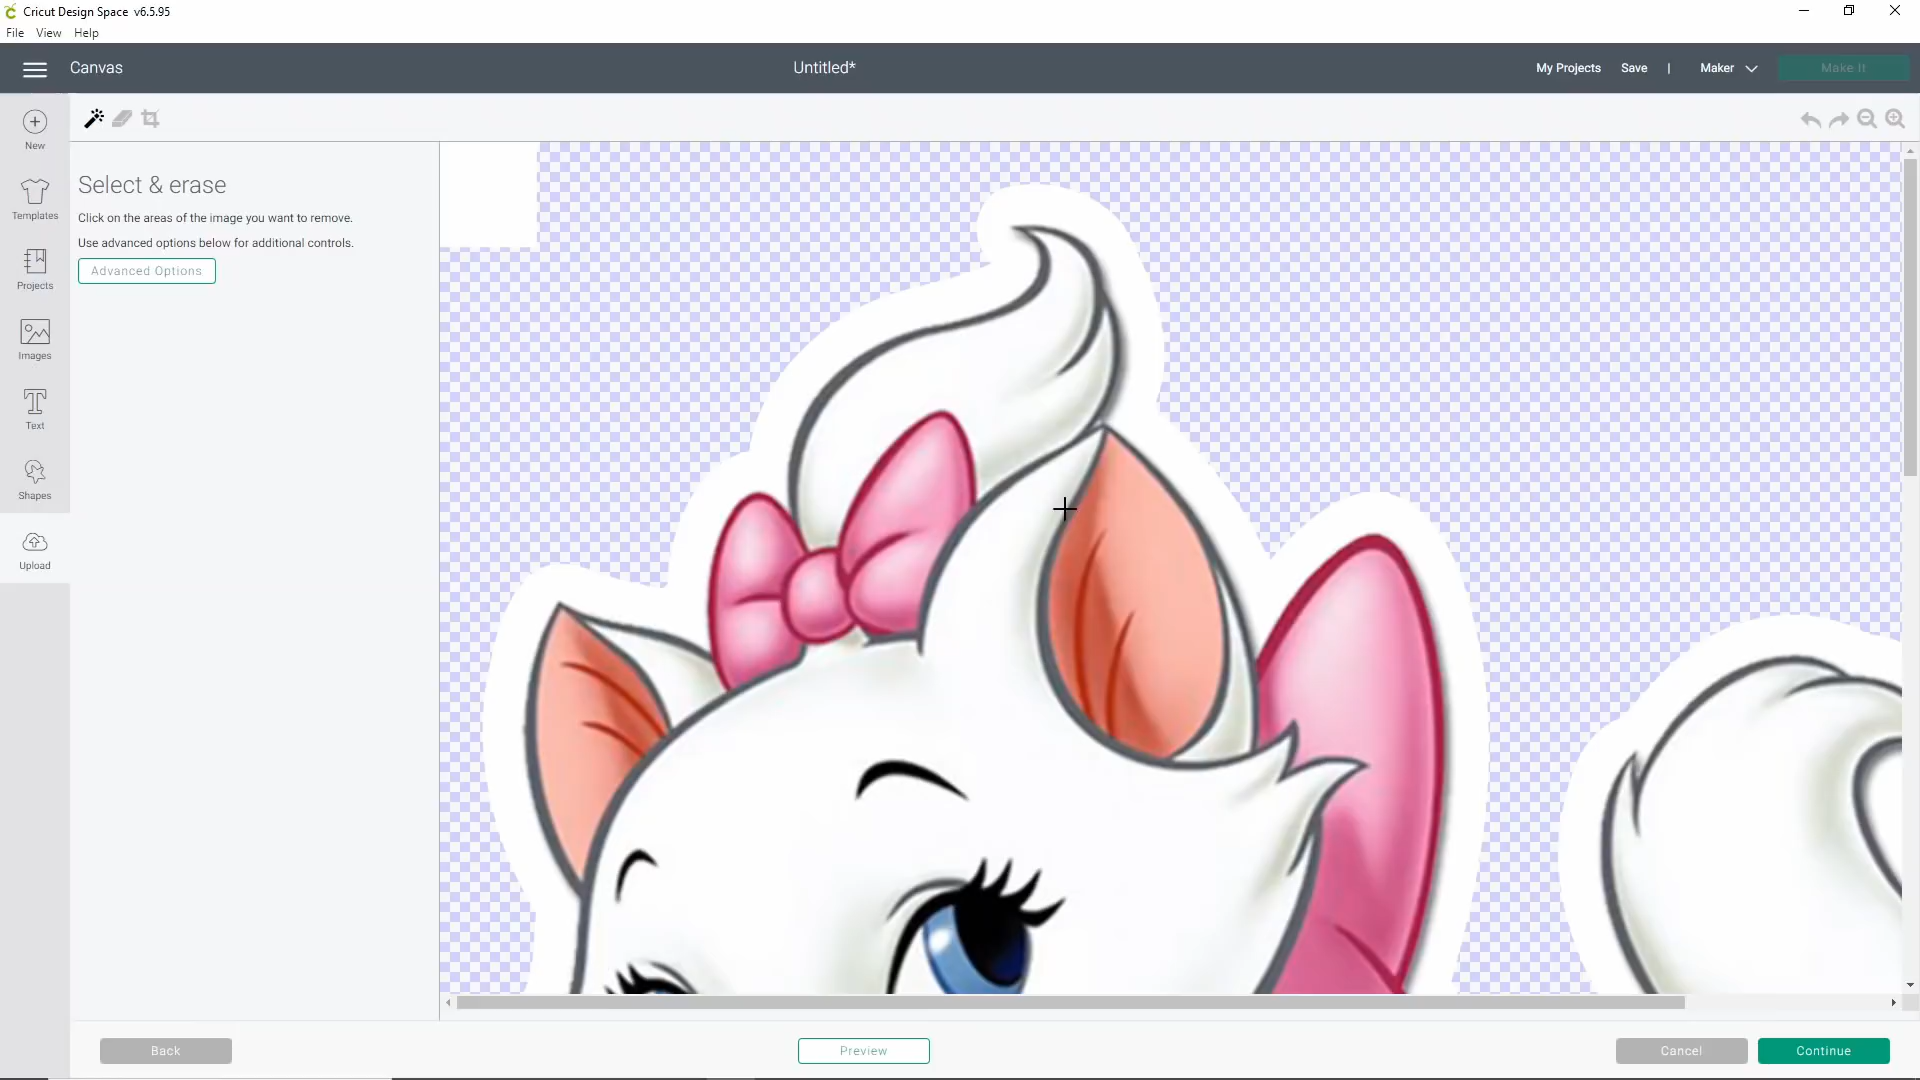 Cricut Design Space v6.5.95
File View Help
Canvas
Untitled*
My Projects Save | Maker Make It
New
Templates
Projects
Images
Text
Shapes
Upload
Select & erase
Click on the areas of the image you want to remove.
Use advanced options below for additional controls.
Advanced Options
Back
Preview
Cancel
Continue